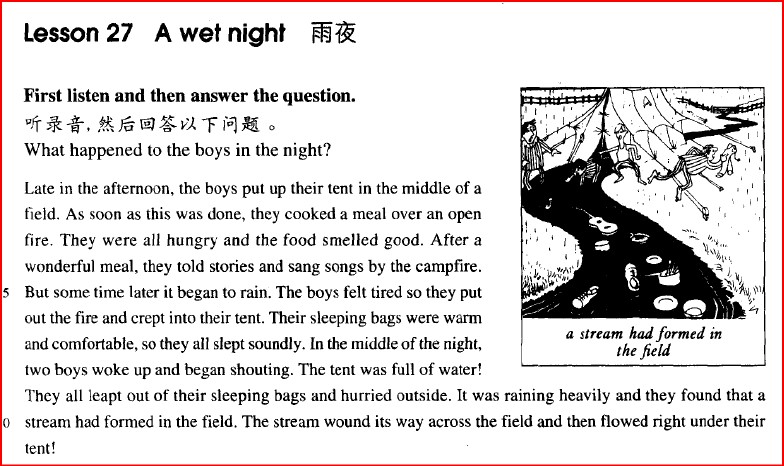 Lesson 27 A wet night 雨夜
First listen and then answer the question.
听录音，然后回答以下问题。
What happened to the boys in the night?
Late in the afternoon, the boys put up their tent in the middle of a
field. As soon as this was done, they cooked a meal over an open
fire. They were all hungry and the food smelled good. After a
wonderful meal, they told stories and sang songs by the campfire.
5 But some time later it began to rain. The boys felt tired so they put
out the fire and crept into their tent. Their sleeping bags were warm
and comfortable, so they all slept soundly. In the middle of the night,
two boys woke up and began shouting. The tent was full of water!
They all leapt out of their sleeping bags and hurried outside. It was raining heavily and they found that a
0 stream had formed in the field. The stream wound its way across the field and then flowed right under their
tent!
a stream had formed in
the field